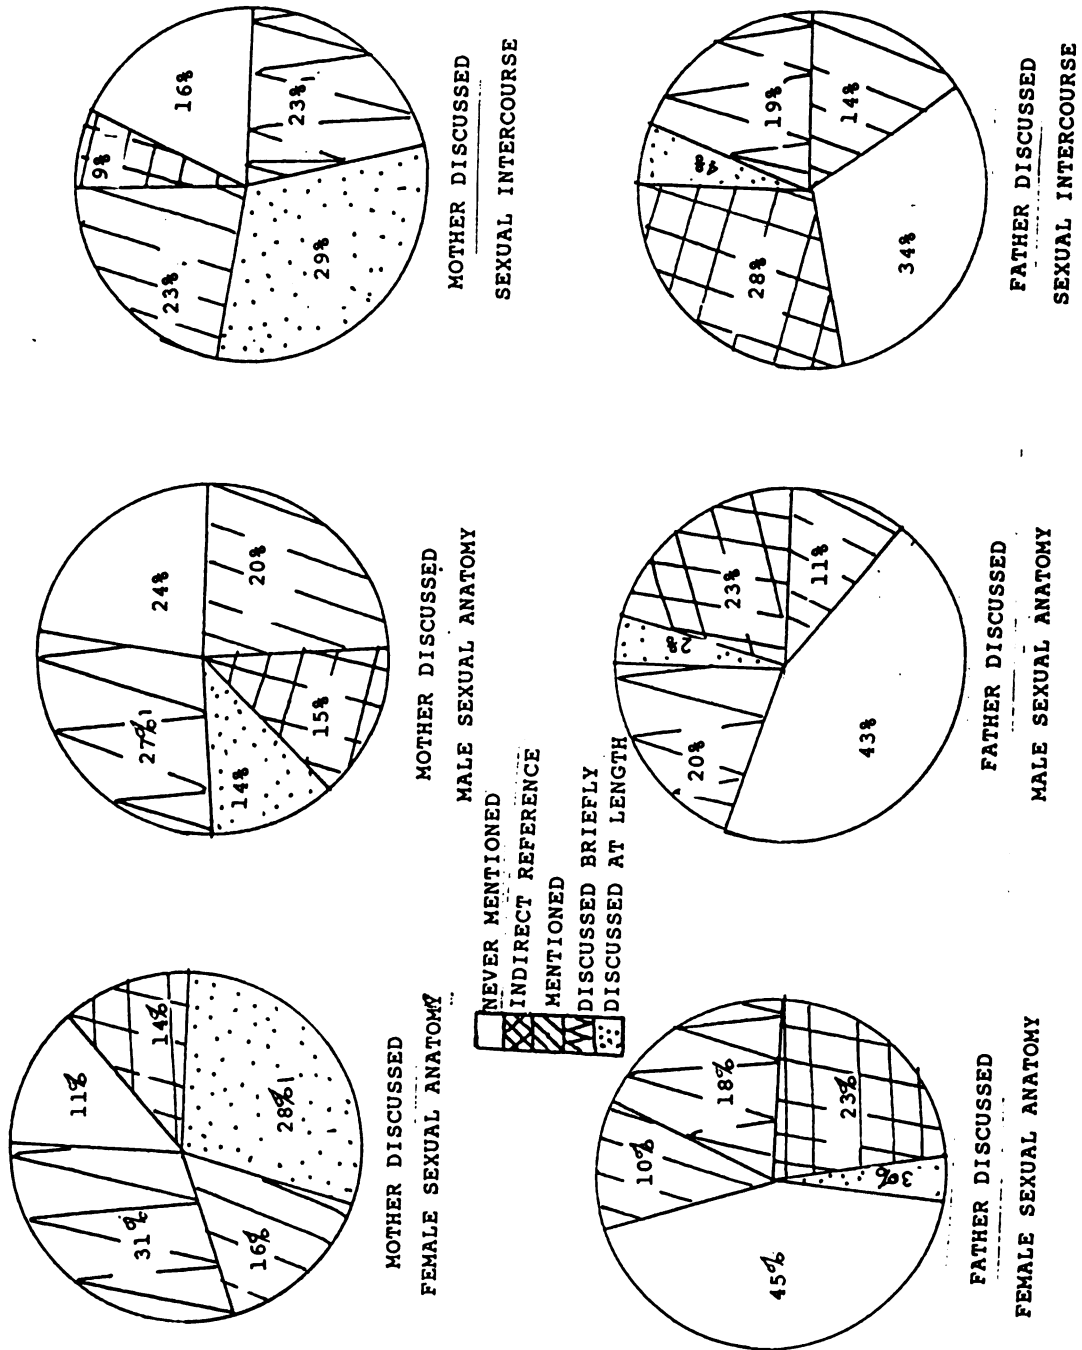 11%
31%
14%
16%
28%
MOTHER DISCUSSED
FEMALE SEXUAL ANATOMY
27%
24%
14%
20%
15%
MOTHER DISCUSSED
MALE SEXUAL ANATOMY
9%
23%
16%
23%
29%
MOTHER DISCUSSED
SEXUAL INTERCOURSE
NEVER MENTIONED
INDIRECT REFERENCE
MENTIONED
DISCUSSED BRIEFLY
DISCUSSED AT LENGTH
10%
18%
45%
23%
3%
FATHER DISCUSSED
FEMALE SEXUAL ANATOMY
2%
20%
23%
11%
43%
FATHER DISCUSSED
MALE SEXUAL ANATOMY
4%
28%
19%
14%
34%
FATHER DISCUSSED
SEXUAL INTERCOURSE